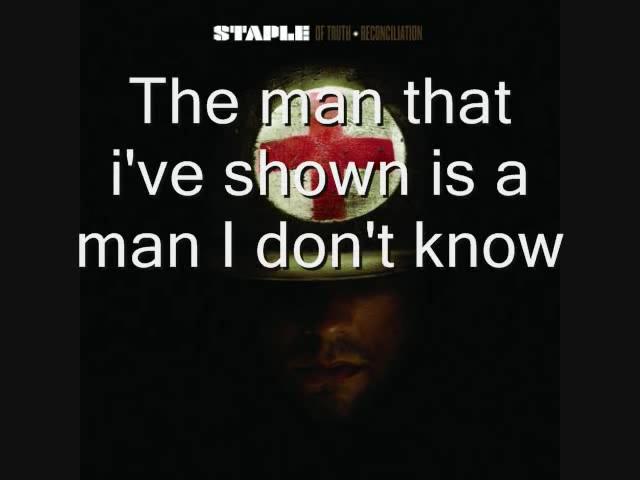 STAPLE OF TRUTH • RECONCILIATION
The man that
i've shown is a
man I don't know